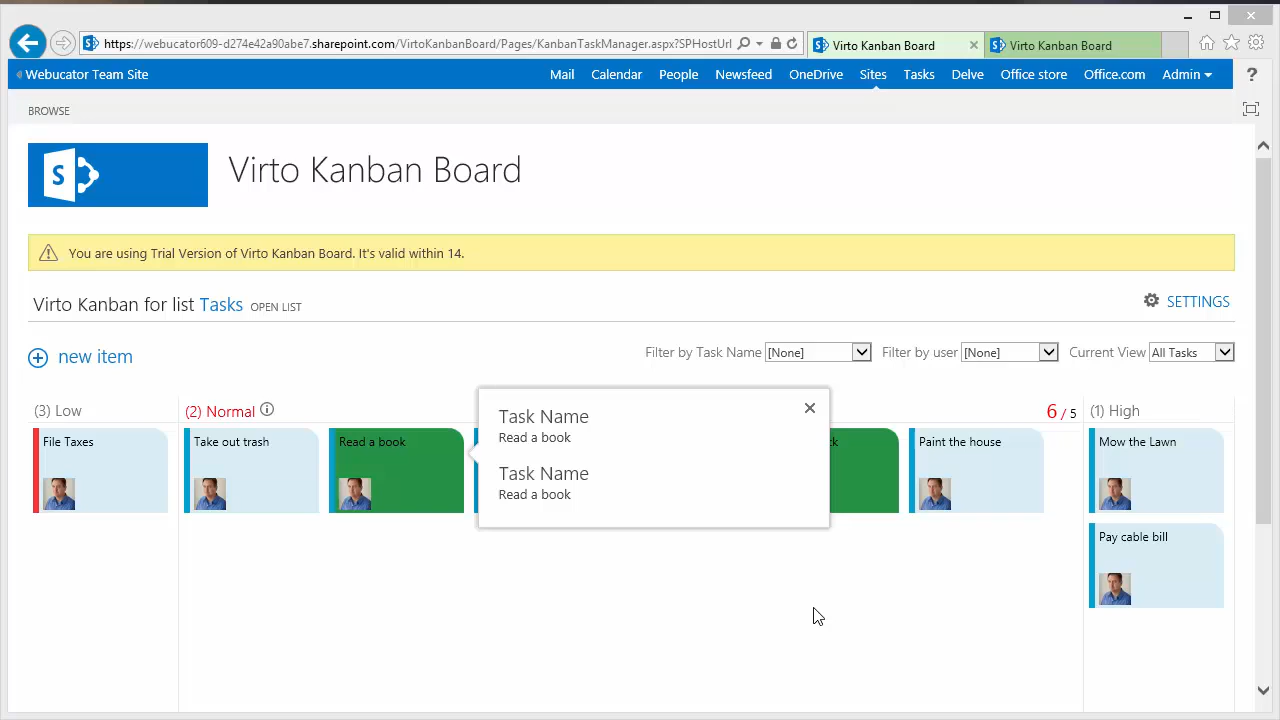 https://webucator609-d274e42a90abe7.sharepoint.com/VirtoKanbanBoard/Pages/KanbanTaskManager.aspx?SPHostUrl
Virto Kanban Board
Virto Kanban Board
Webucator Team Site
Mail
Calendar
People
Newsfeed
OneDrive
Sites
Tasks
Delve
Office store
Office.com
Admin
?
BROWSE
S
Virto Kanban Board
You are using Trial Version of Virto Kanban Board. It's valid within 14.
Virto Kanban for list Tasks OPEN LIST
SETTINGS
new item
Filter by Task Name [None]
Filter by user [None]
Current View All Tasks
(3) Low
(2) Normal
6 / 5
(1) High
File Taxes
Take out trash
Read a book
Paint the house
Mow the Lawn
Pay cable bill
Task Name
Read a book
Task Name
Read a book